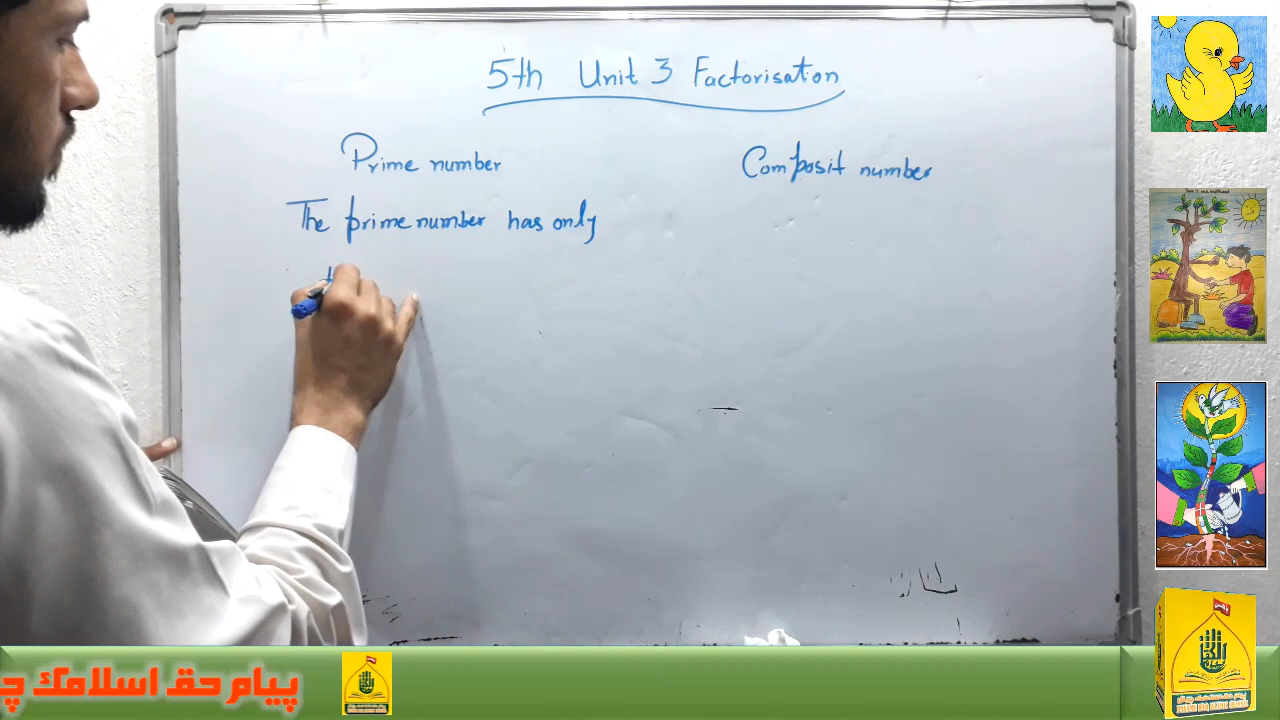 5th Unit 3 Factorisation
Prime number
Composit number
The prime number has only
پیام حق اسلامک چ